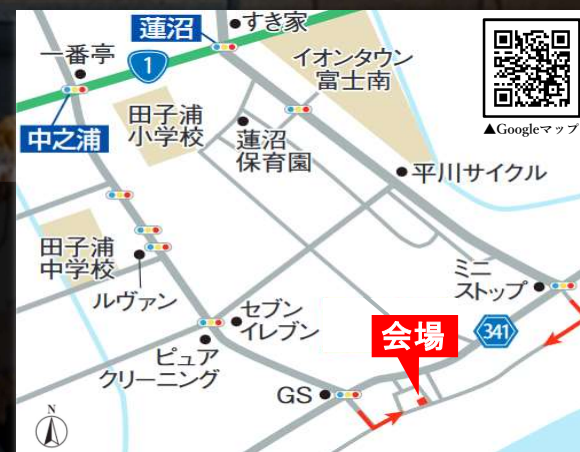 すき家
蓮沼
一番亭
1
イオンタウン
富士南
▲Googleマップ
中之浦
田子浦
小学校
蓮沼
保育園
平川サイクル
田子浦
中学校
ルヴァン
ミニ
ストップ
セブン
イレブン
341
会場
ピュア
クリーニング
GS
N